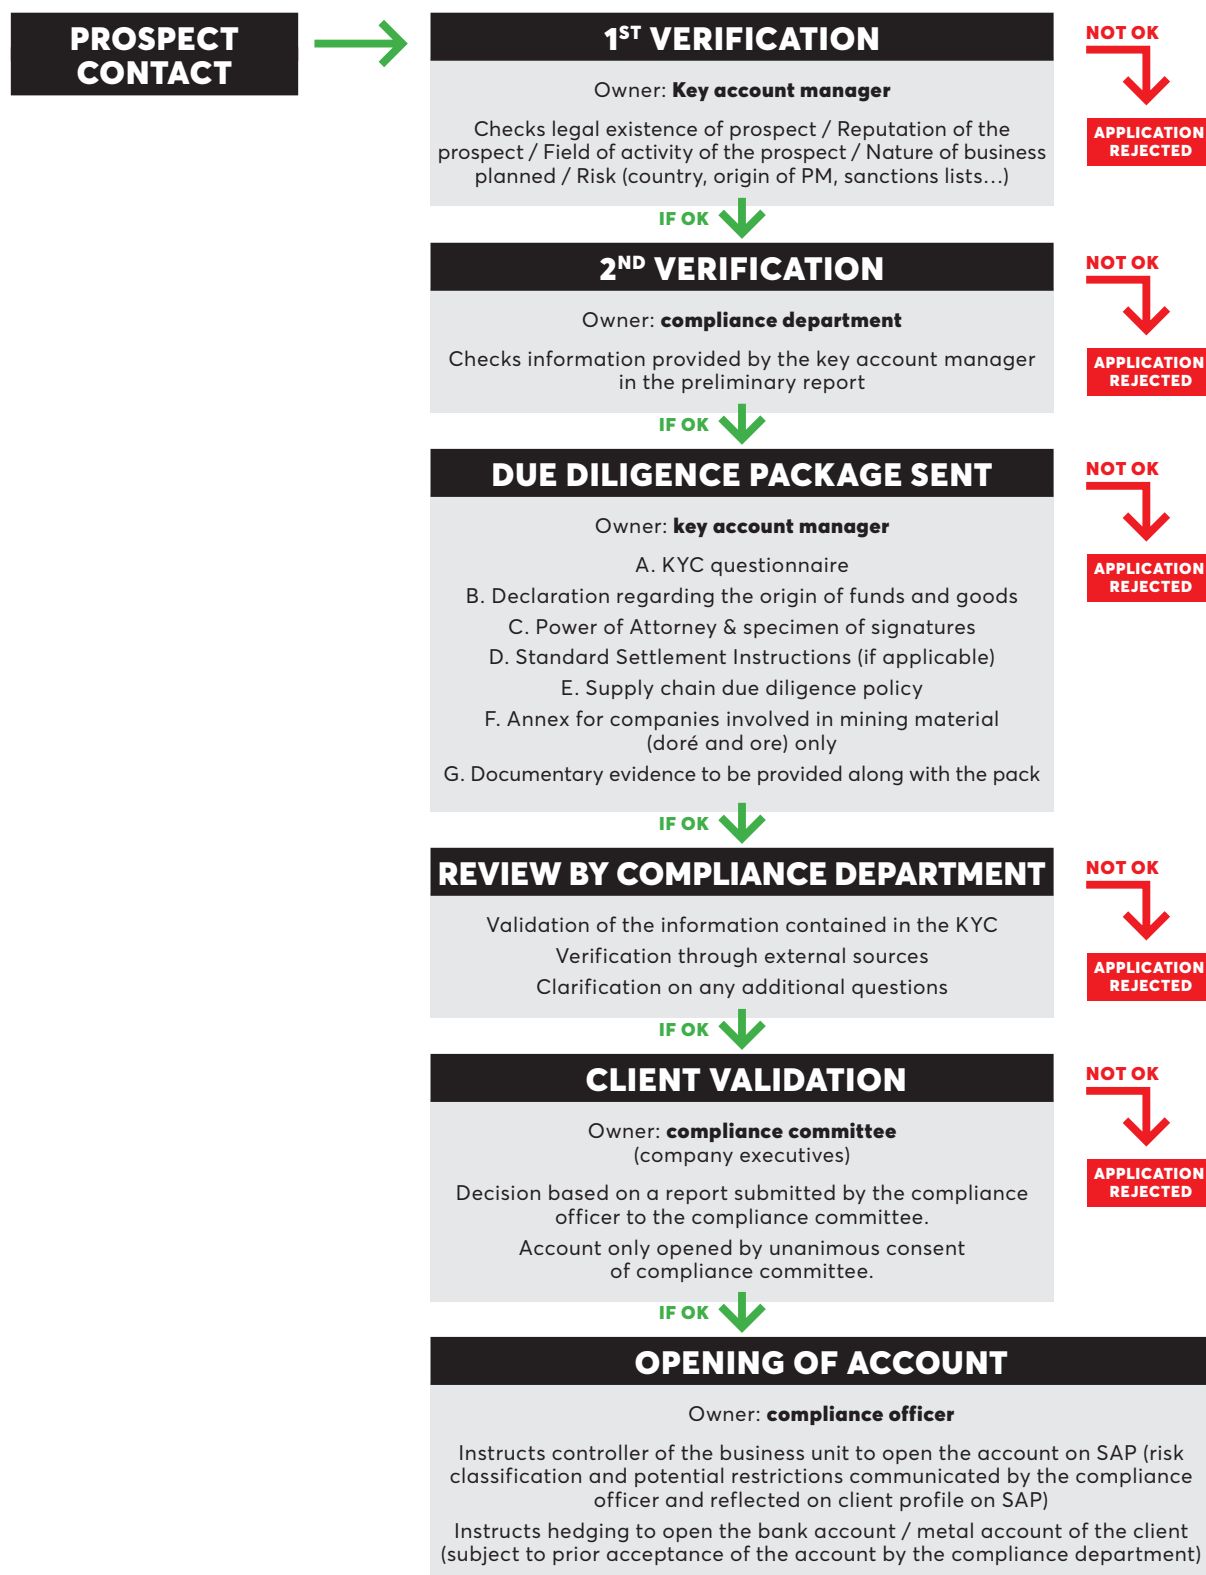 PROSPECT
CONTACT
1ST VERIFICATION
NOT OK
APPLICATION
REJECTED
Owner: Key account manager
Checks legal existence of prospect / Reputation of the
prospect / Field of activity of the prospect / Nature of business
planned / Risk (country, origin of PM, sanctions lists…)
IF OK
2ND VERIFICATION
NOT OK
APPLICATION
REJECTED
Owner: compliance department
Checks information provided by the key account manager
in the preliminary report
IF OK
DUE DILIGENCE PACKAGE SENT
NOT OK
APPLICATION
REJECTED
Owner: key account manager
A. KYC questionnaire
B. Declaration regarding the origin of funds and goods
C. Power of Attorney & specimen of signatures
D. Standard Settlement Instructions (if applicable)
E. Supply chain due diligence policy
F. Annex for companies involved in mining material
(doré and ore) only
G. Documentary evidence to be provided along with the pack
IF OK
REVIEW BY COMPLIANCE DEPARTMENT
NOT OK
APPLICATION
REJECTED
Validation of the information contained in the KYC
Verification through external sources
Clarification on any additional questions
IF OK
CLIENT VALIDATION
NOT OK
APPLICATION
REJECTED
Owner: compliance committee
(company executives)
Decision based on a report submitted by the compliance
officer to the compliance committee.
Account only opened by unanimous consent
of compliance committee.
IF OK
OPENING OF ACCOUNT
Owner: compliance officer
Instructs controller of the business unit to open the account on SAP (risk
classification and potential restrictions communicated by the compliance
officer and reflected on client profile on SAP)
Instructs hedging to open the bank account / metal account of the client
(subject to prior acceptance of the account by the compliance department)